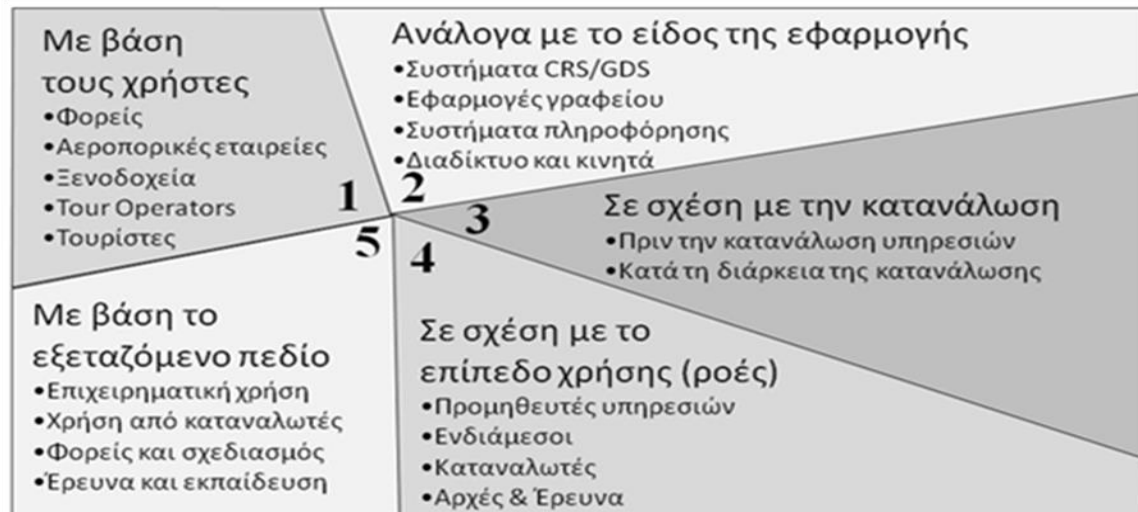 Με βάση
τους χρήστες
•Φορείς
•Αεροπορικές εταιρείες
•Ξενοδοχεία
•Tour Operators
•Τουρίστες
1
Ανάλογα με το είδος της εφαρμογής
•Συστήματα CRS/GDS
•Εφαρμογές γραφείου
•Συστήματα πληροφόρησης
•Διαδίκτυο και κινητά
2
3
Σε σχέση με την κατανάλωση
•Πριν την κατανάλωση υπηρεσιών
•Κατά τη διάρκεια της κατανάλωσης
4
Σε σχέση με το
επίπεδο χρήσης (ροές)
•Προμηθευτές υπηρεσιών
•Ενδιάμεσοι
•Καταναλωτές
•Αρχές & Έρευνα
5
Με βάση το
εξεταζόμενο πεδίο
•Επιχειρηματική χρήση
•Χρήση από καταναλωτές
•Φορείς και σχεδιασμός
•Έρευνα και εκπαίδευση